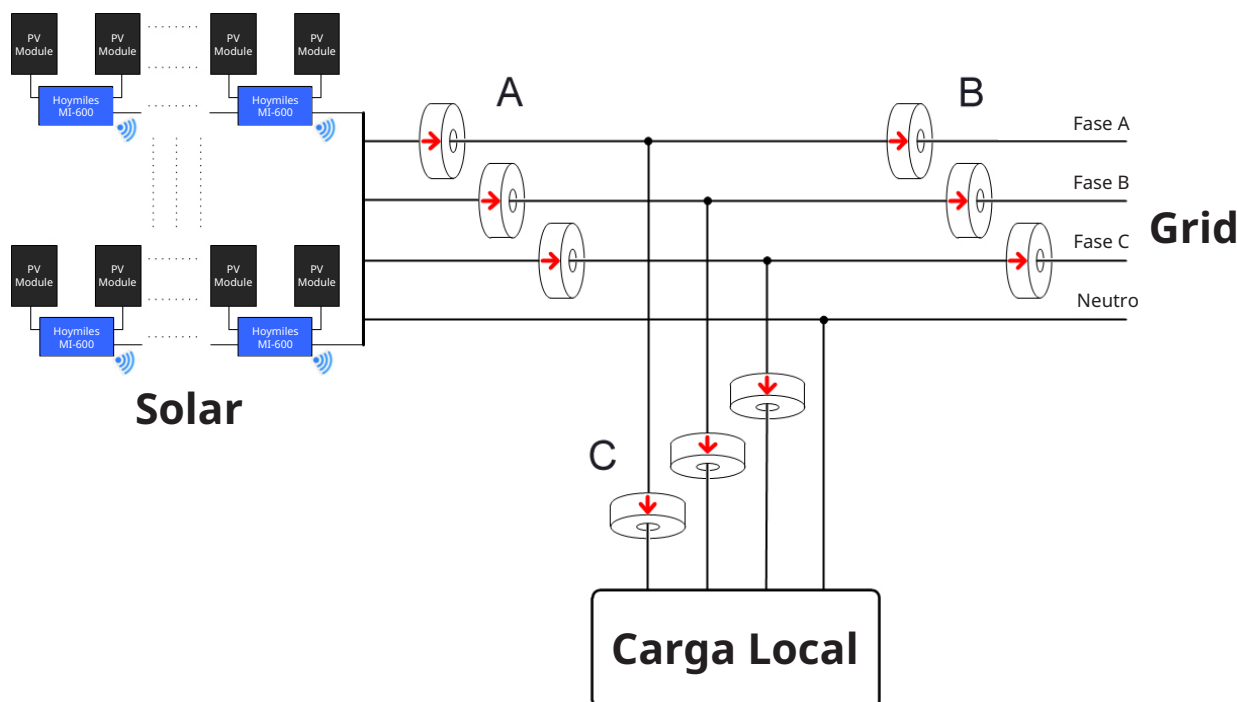 PV
Module
PV
Module
PV
Module
PV
Module
Hoymiles
MI-600
Hoymiles
MI-600
A
B
Fase A
Fase B
Fase C
Neutro
Grid
PV
Module
PV
Module
PV
Module
PV
Module
Hoymiles
MI-600
Hoymiles
MI-600
Solar
C
Carga Local